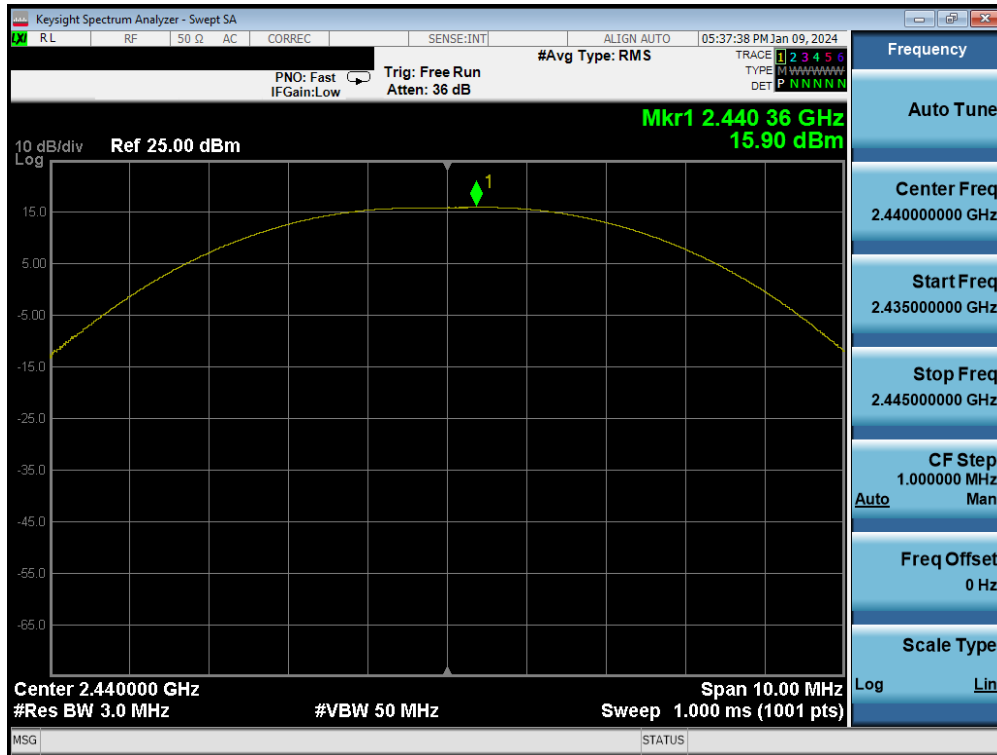 Keysight Spectrum Analyzer - Swept SA
LXI RL RF 50 Ω AC CORREC SENSE:INT ALIGN AUTO 05:37:38 PM Jan 09, 2024
PNO: Fast
IFGain:Low
Trig: Free Run
Atten: 36 dB
#Avg Type: RMS
TRACE 1 2 3 4 5 6
TYPE M WWWWW
DET P N N N N N
Mkr1 2.440 36 GHz
15.90 dBm
10 dB/div
Log
Ref 25.00 dBm
1
15.0
5.00
-5.00
-15.0
-25.0
-35.0
-45.0
-55.0
-65.0
Center 2.440000 GHz
Span 10.00 MHz
#Res BW 3.0 MHz
#VBW 50 MHz
Sweep 1.000 ms (1001 pts)
MSG
STATUS
Frequency
Auto Tune
Center Freq
2.440000000 GHz
Start Freq
2.435000000 GHz
Stop Freq
2.445000000 GHz
CF Step
1.000000 MHz
Auto Man
Freq Offset
0 Hz
Scale Type
Log Lin